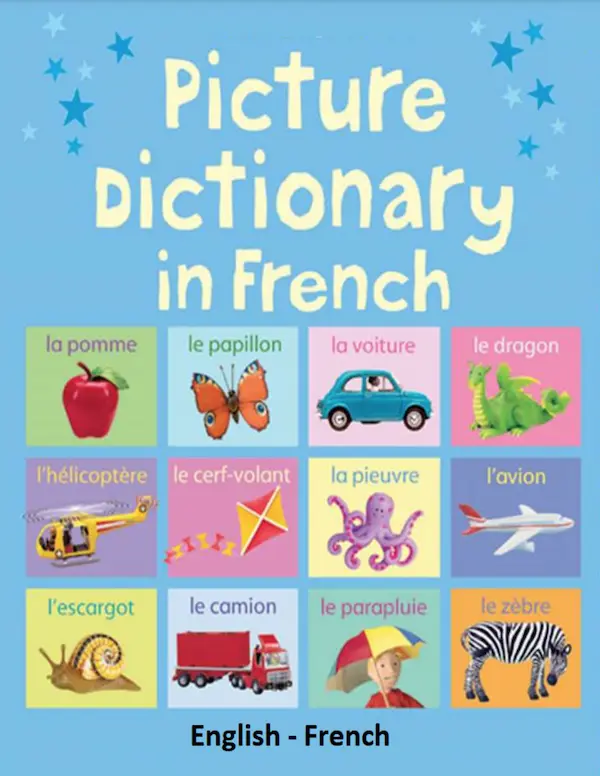 Picture
Dictionary
in French
la pomme
le papillon
la voiture
le dragon
l'hélicoptère
le cerf-volant
la pieuvre
l'avion
l'escargot
le camion
le parapluie
le zèbre
English - French